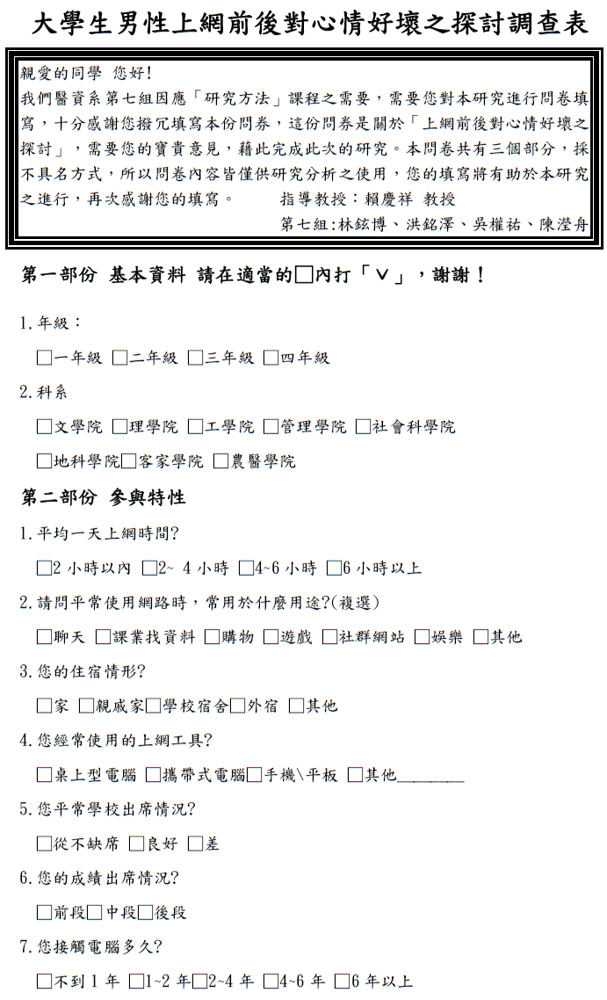 大學生男性上網前後對心情好壞之探討調查表
親愛的同學 您好!
我們醫資系第七組因應「研究方法」課程之需要，需要您對本研究進行問卷填
寫，十分感謝您撥冗填寫本份問券，這份問券是關於「上網前後對心情好壞之
探討」，需要您的寶貴意見，藉此完成此次的研究。本問卷共有三個部分，採
不具名方式，所以問卷內容皆僅供研究分析之使用，您的填寫將有助於本研究
之進行，再次感謝您的填寫。 指導教授：賴慶祥 教授
第七組:林鉉博、洪銘澤、吳權祐、陳瀅舟
第一部份 基本資料 請在適當的□內打「∨」，謝謝！
1.年級：
□一年級 □二年級 □三年級 □四年級
2.科系
□文學院 □理學院 □工學院 □管理學院 □社會科學院
□地科學院□客家學院 □農醫學院
第二部份 參與特性
1.平均一天上網時間?
□2 小時以內 □2~ 4 小時 □4~6 小時 □6 小時以上
2.請問平常使用網路時，常用於什麼用途?(複選)
□聊天 □課業找資料 □購物 □遊戲 □社群網站 □娛樂 □其他
3.您的住宿情形?
□家 □親戚家□學校宿舍□外宿 □其他
4.您經常使用的上網工具?
□桌上型電腦 □攜帶式電腦□手機\平板 □其他________
5.您平常學校出席情況?
□從不缺席 □良好 □差
6.您的成績出席情況?
□前段□中段□後段
7.您接觸電腦多久?
□不到 1 年 □1~2 年□2~4 年 □4~6 年 □6 年以上